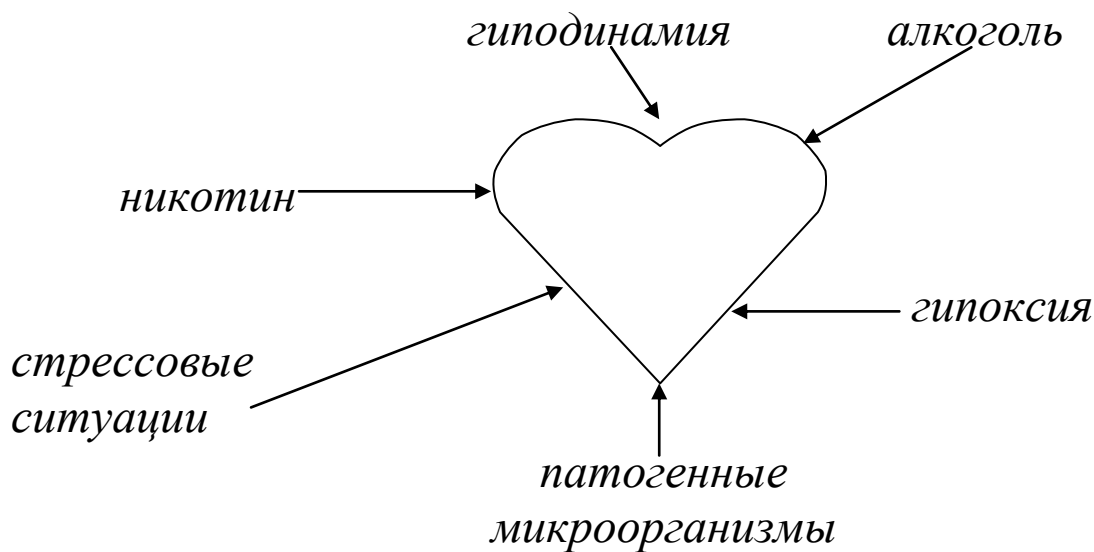 гиподинамия
алкоголь
никотин
гипоксия
стрессовые
ситуации
патогенные
микроорганизмы